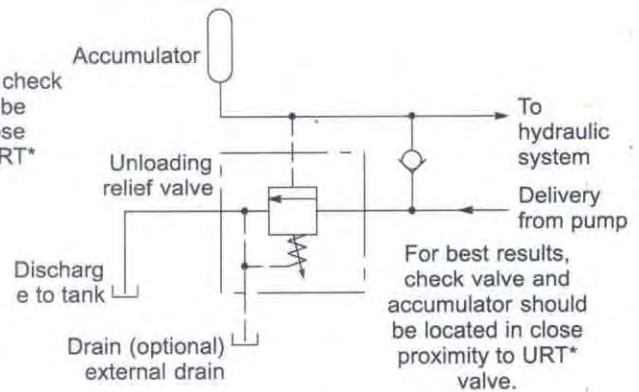 Accumulator
check
be
RT*
To
hydraulic
system
Unloading
relief valve
Delivery
from pump
For best results,
check valve and
accumulator should
be located in close
proximity to URT*
valve.
Discharg
e to tank
Drain (optional)
external drain